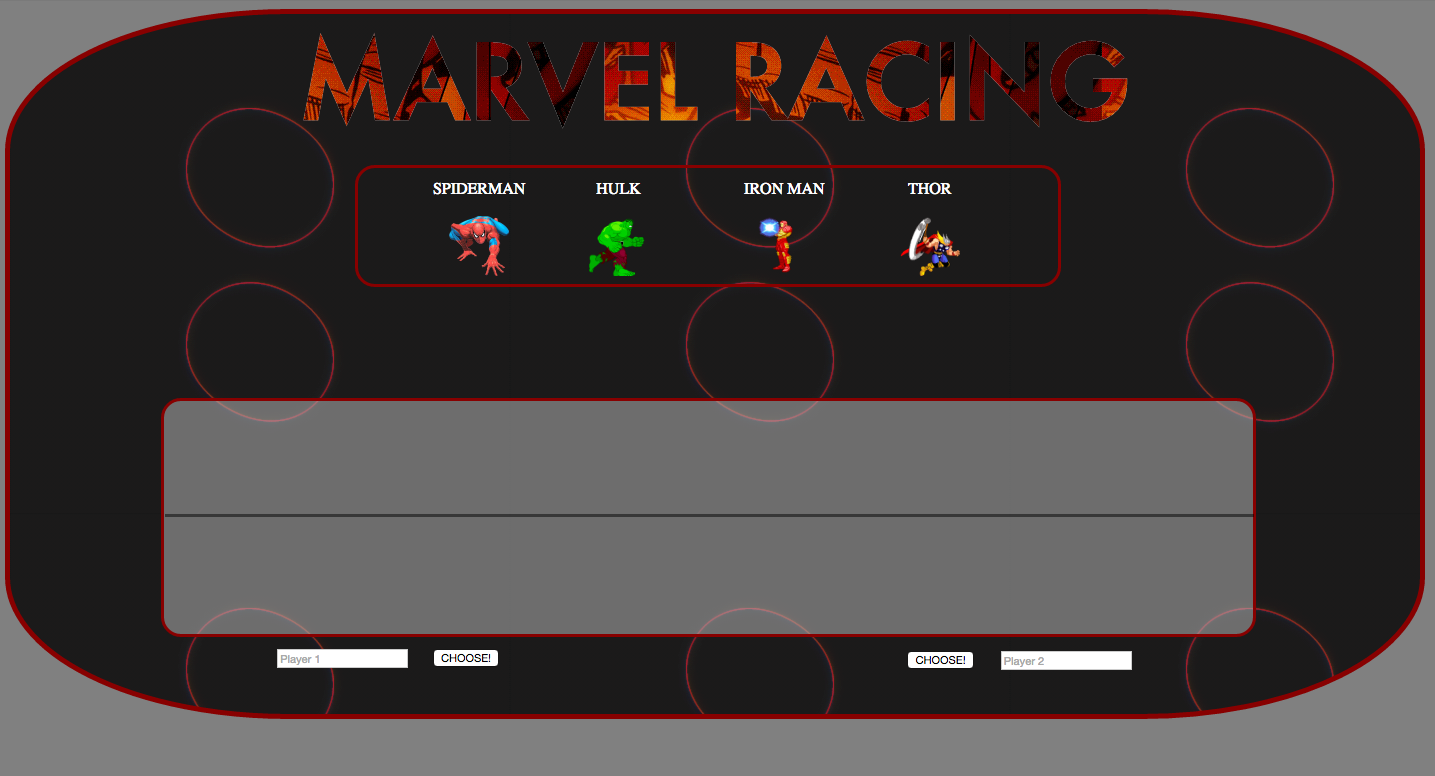 MARVEL RACING
SPIDERMAN HULK IRON MAN THOR
Player 1 CHOOSE! CHOOSE! Player 2